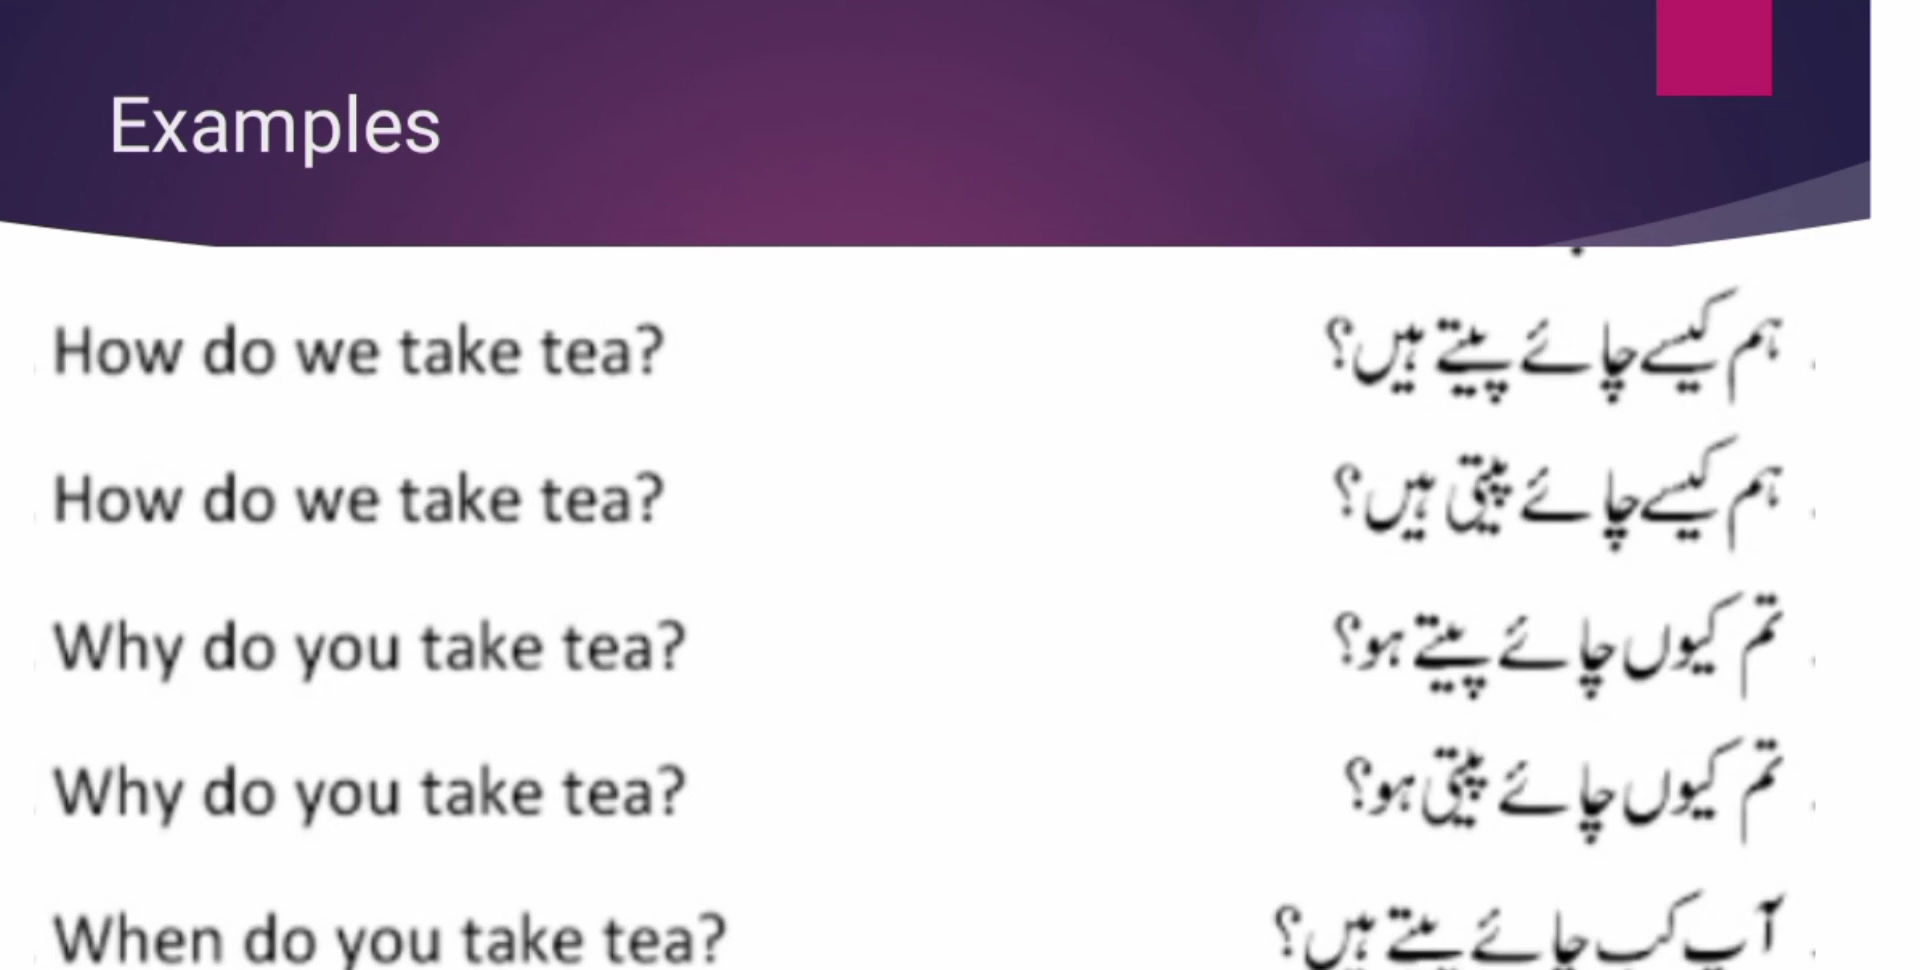 Examples
How do we take tea? ہم کیسے چائے پیتے ہیں؟
How do we take tea? ہم کیسے چائے پیتی ہیں؟
Why do you take tea? تم کیوں چائے پیتے ہو؟
Why do you take tea? تم کیوں چائے پیتی ہو؟
When do you take tea? آپ کب چائے پیتے ہیں؟